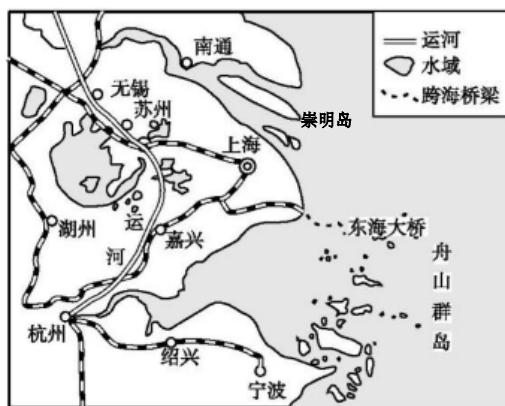 南通
运河
水域
跨海桥梁
无锡
苏州
崇明岛
上海
湖州
运
河
嘉兴
东海大桥
舟
山
群
岛
杭州
绍兴
宁波